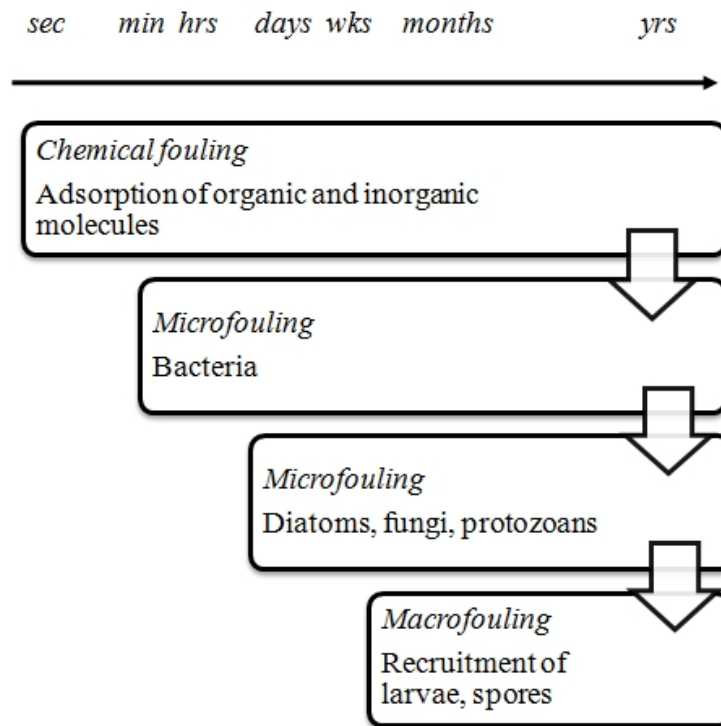 sec min hrs days wks months yrs
Chemical fouling
Adsorption of organic and inorganic
molecules
Microfouling
Bacteria
Microfouling
Diatoms, fungi, protozoans
Macrofouling
Recruitment of
larvae, spores